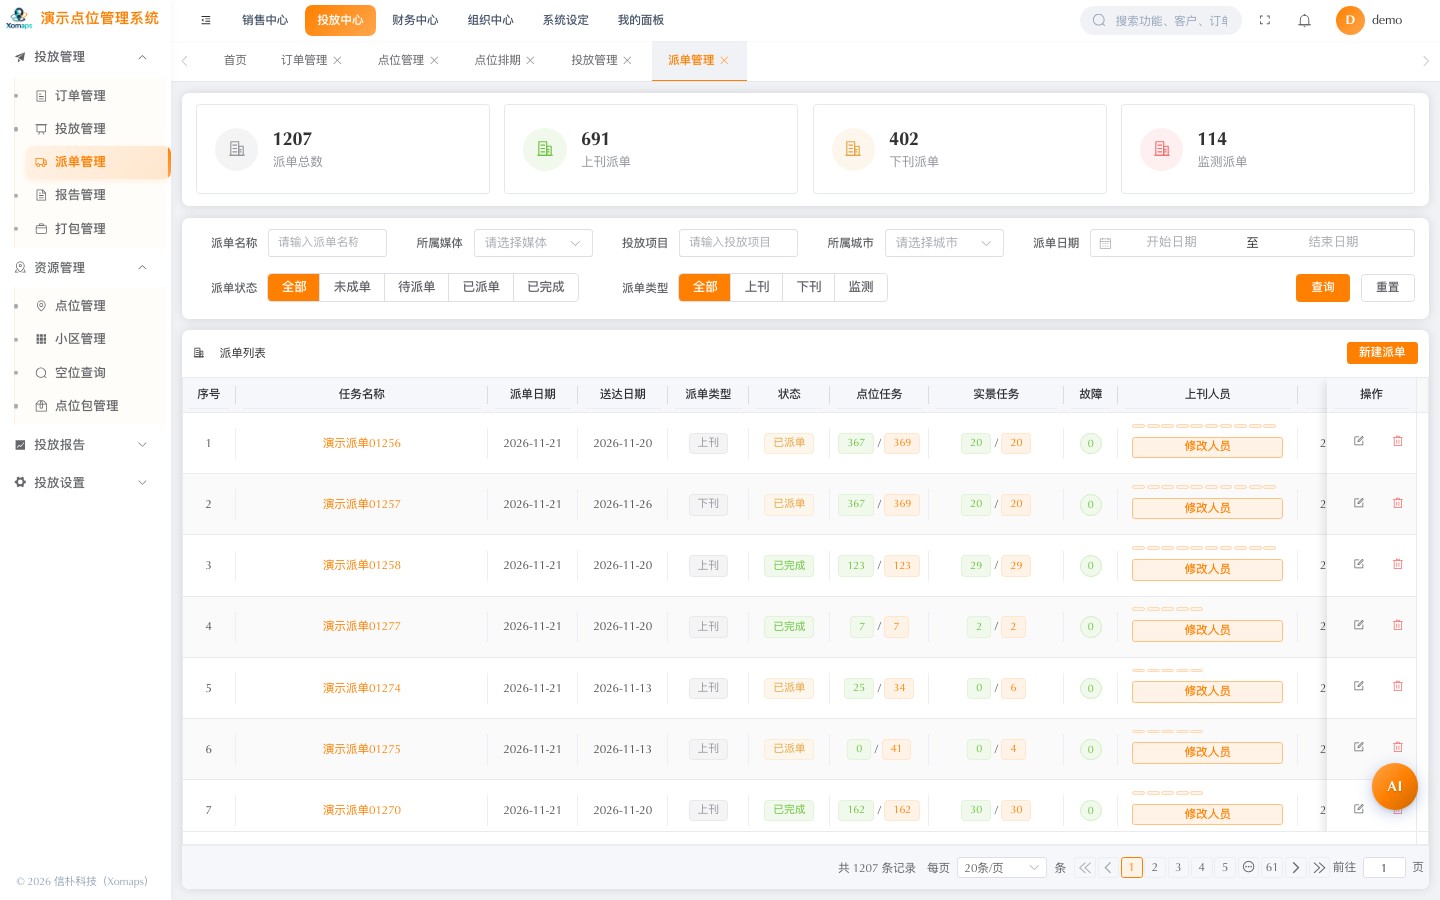 Xomaps 演示点位管理系统
销售中心 投放中心 财务中心 组织中心 系统设定 我的面板
搜索功能、客户、订单
D demo
首页 订单管理 点位管理 点位排期 投放管理 派单管理
投放管理
订单管理
投放管理
派单管理
报告管理
打包管理
资源管理
点位管理
小区管理
空位查询
点位包管理
投放报告
投放设置
© 2026 信朴科技（Xomaps）
1207 派单总数
691 上刊派单
402 下刊派单
114 监测派单
派单名称 请输入派单名称 所属媒体 请选择媒体 投放项目 请输入投放项目 所属城市 请选择城市 派单日期 开始日期 至 结束日期
派单状态 全部 未成单 待派单 已派单 已完成 派单类型 全部 上刊 下刊 监测 查询 重置
派单列表 新建派单
序号 任务名称 派单日期 送达日期 派单类型 状态 点位任务 实景任务 故障 上刊人员 操作
1 演示派单01256 2026-11-21 2026-11-20 上刊 已派单 367 / 369 20 / 20 0 修改人员 2
2 演示派单01257 2026-11-21 2026-11-26 下刊 已派单 367 / 369 20 / 20 0 修改人员 2
3 演示派单01258 2026-11-21 2026-11-20 上刊 已完成 123 / 123 29 / 29 0 修改人员 2
4 演示派单01277 2026-11-21 2026-11-20 上刊 已完成 7 / 7 2 / 2 0 修改人员 2
5 演示派单01274 2026-11-21 2026-11-13 上刊 已派单 25 / 34 0 / 6 0 修改人员 2
6 演示派单01275 2026-11-21 2026-11-13 上刊 已派单 0 / 41 0 / 4 0 修改人员 2
7 演示派单01270 2026-11-21 2026-11-20 上刊 已完成 162 / 162 30 / 30 0 修改人员 2
AI
共 1207 条记录 每页 20条/页 条 1 2 3 4 5 61 前往 1 页